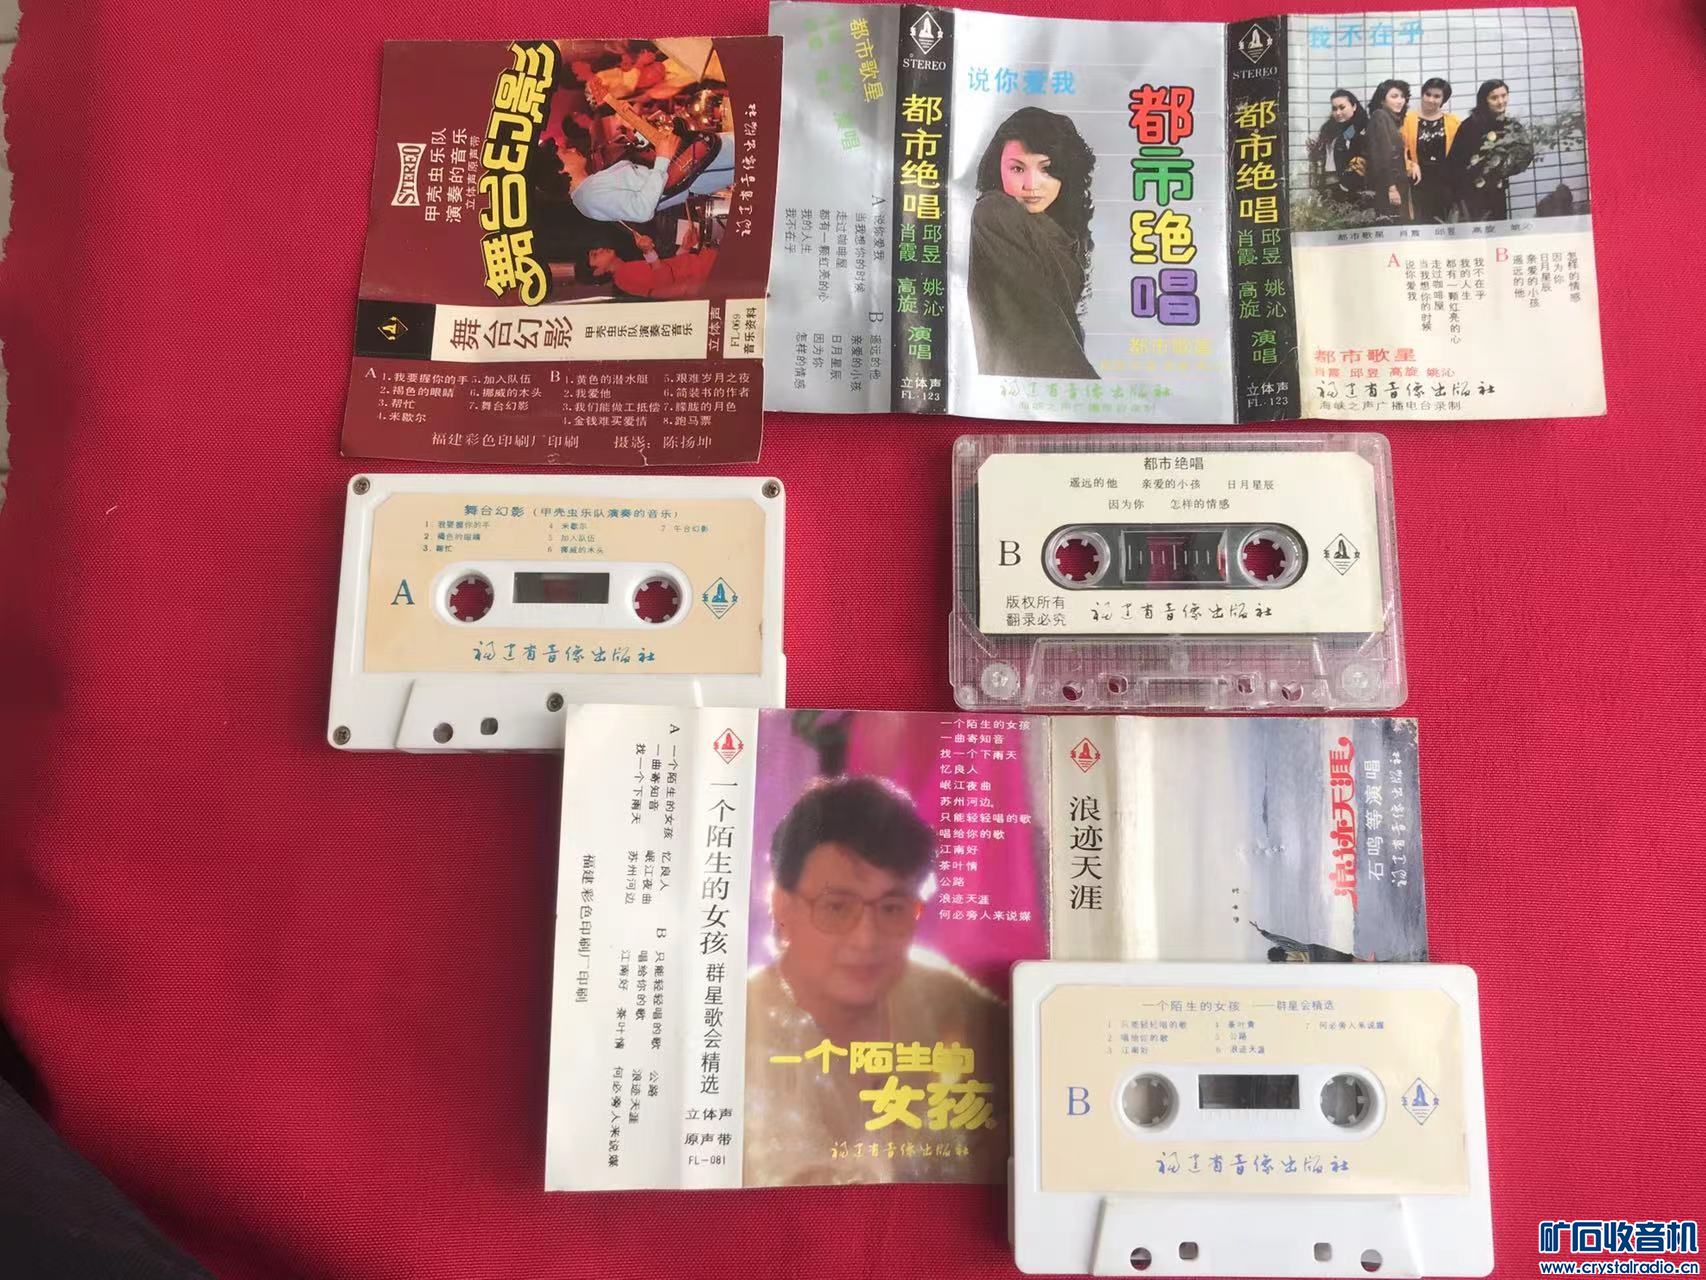 STEREO
甲壳虫乐队
演奏的音乐
立体声原声带
舞台幻影
福建省音像出版社
舞台幻影
甲壳虫乐队演奏的音乐
立体声
FL-069
音乐资料
A
1.我要握你的手
2.褐色的眼睛
3.帮忙
4.米歇尔
5.加入队伍
6.挪威的木头
7.舞台幻影
B
1.黄色的潜水艇
2.我爱他
3.我们能做工抵偿
4.金钱难买爱情
5.艰难岁月之夜
6.简装书的作者
7.朦胧的月色
8.跑马票
福建彩色印刷厂印刷 摄影:陈扬坤
都市歌星
演唱
A
说你爱我
当我想你的时候
走过咖啡屋
都有一颗红亮的心
我的人生
我不在乎
B
遥远的他
亲爱的小孩
日月星辰
因为你
怎样的情感
STEREO
都市绝唱
邱昱 姚沁
肖霞 高旋
演唱
立体声
FL-123
说你爱我
都市绝唱
都市歌星
福建省音像出版社
海峡之声广播电台录制
STEREO
都市绝唱
邱昱 姚沁
肖霞 高旋
演唱
立体声
FL-123
我不在乎
都市歌星 肖霞 邱昱 高旋 姚沁
A
说你爱我
当我想你的时候
走过咖啡屋
都有一颗红亮的心
我的人生
我不在乎
B
遥远的他
亲爱的小孩
日月星辰
因为你
怎样的情感
都市歌星
肖霞 邱昱 高旋 姚沁
福建省音像出版社
海峡之声广播电台录制
舞台幻影(甲壳虫乐队演奏的音乐)
1.我要握你的手
2.褐色的眼睛
3.帮忙
4 米歇尔
5 加入队伍
6 挪威的木头
7 午台幻影
A
福建省音像出版社
都市绝唱
遥远的他 亲爱的小孩 日月星辰
因为你 怎样的情感
B
版权所有
翻录必究
福建省音像出版社
A
一个陌生的女孩
一曲寄知音
找一个下雨天
忆良人
岷江夜曲
苏州河边
B
只能轻轻唱的歌
唱给你的歌
江南好
茶叶情
公路
浪迹天涯
何必旁人来说媒
福建彩色印刷厂印刷
一个陌生的女孩
群星歌会精选
立体声
原声带
FL-081
一个陌生的女孩
一曲寄知音
找一个下雨天
忆良人
岷江夜曲
苏州河边
只能轻轻唱的歌
唱给你的歌
江南好
茶叶情
公路
浪迹天涯
何必旁人来说媒
一个陌生的
女孩
福建省音像出版社
浪迹天涯
浪迹天涯
石鸣等演唱
福建省音像出版社
一个陌生的女孩 ——群星会精选
1 只能轻轻唱的歌
2 唱给你的歌
3 江南好
4 茶叶青
5 公路
6 浪迹天涯
7 何必旁人来说媒
B
福建省音像出版社
矿石收音机
www.crystalradio.cn